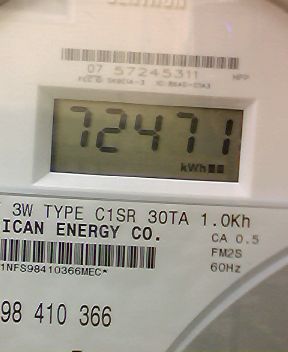 07 57245311 MPP
72471
kWh
3W TYPE C1SR 30TA 1.0Kh
ICAN ENERGY CO.
CA 0.5
FM2S
60Hz
1NFS98410366MEC*
98 410 366